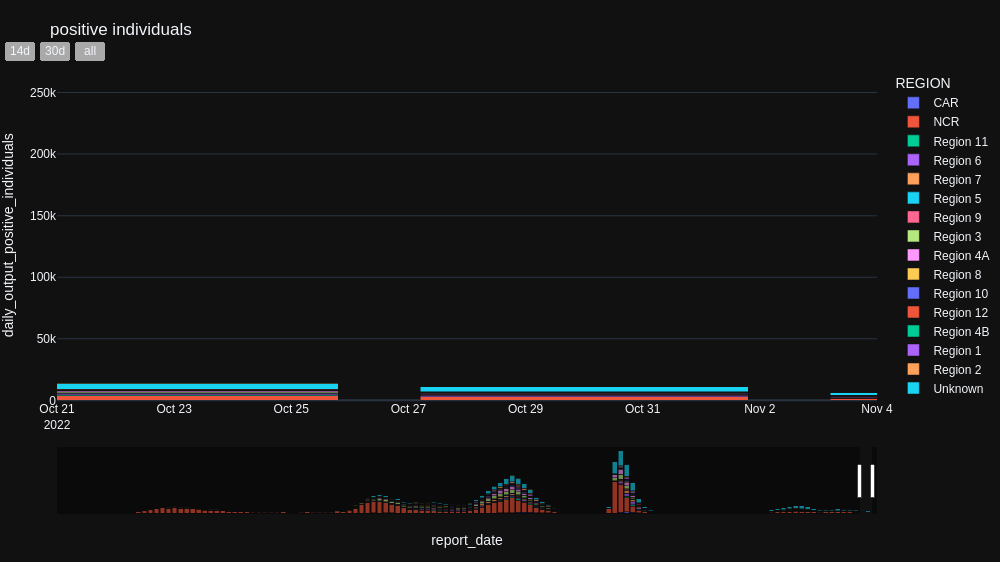 positive individuals
14d 30d all
REGION
CAR
NCR
Region 11
Region 6
Region 7
Region 5
Region 9
Region 3
Region 4A
Region 8
Region 10
Region 12
Region 4B
Region 1
Region 2
Unknown
daily_output_positive_individuals
250k
200k
150k
100k
50k
0
Oct 21 Oct 23 Oct 25 Oct 27 Oct 29 Oct 31 Nov 2 Nov 4
2022
report_date